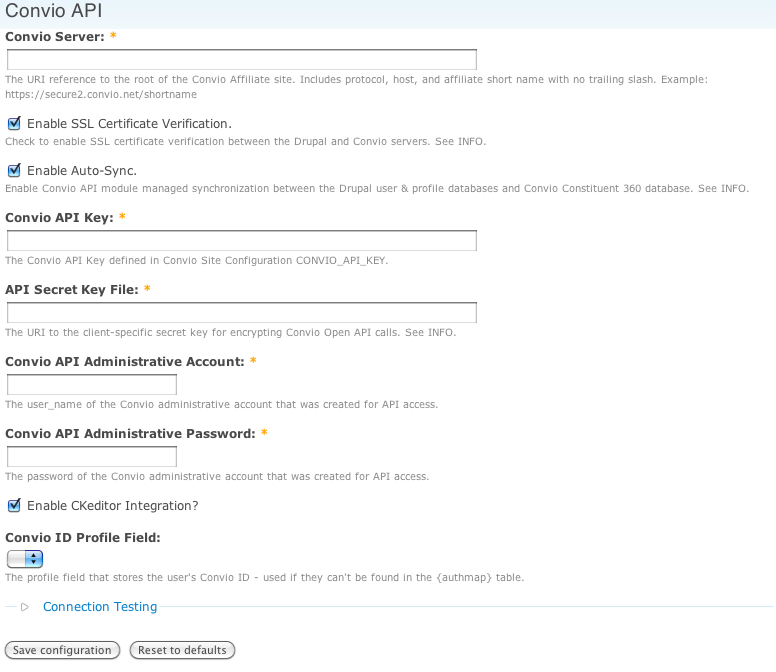 Convio API
Convio Server: *
The URI reference to the root of the Convio Affiliate site. Includes protocol, host, and affiliate short name with no trailing slash. Example:
https://secure2.convio.net/shortname
Enable SSL Certificate Verification.
Check to enable SSL certificate verification between the Drupal and Convio servers. See INFO.
Enable Auto-Sync.
Enable Convio API module managed synchronization between the Drupal user & profile databases and Convio Constituent 360 database. See INFO.
Convio API Key: *
The Convio API Key defined in Convio Site Configuration CONVIO_API_KEY.
API Secret Key File: *
The URI to the client-specific secret key for encrypting Convio Open API calls. See INFO.
Convio API Administrative Account: *
The user_name of the Convio administrative account that was created for API access.
Convio API Administrative Password: *
The password of the Convio administrative account that was created for API access.
Enable CKeditor Integration?
Convio ID Profile Field:
The profile field that stores the user's Convio ID - used if they can't be found in the {authmap} table.
Connection Testing
Save configuration Reset to defaults